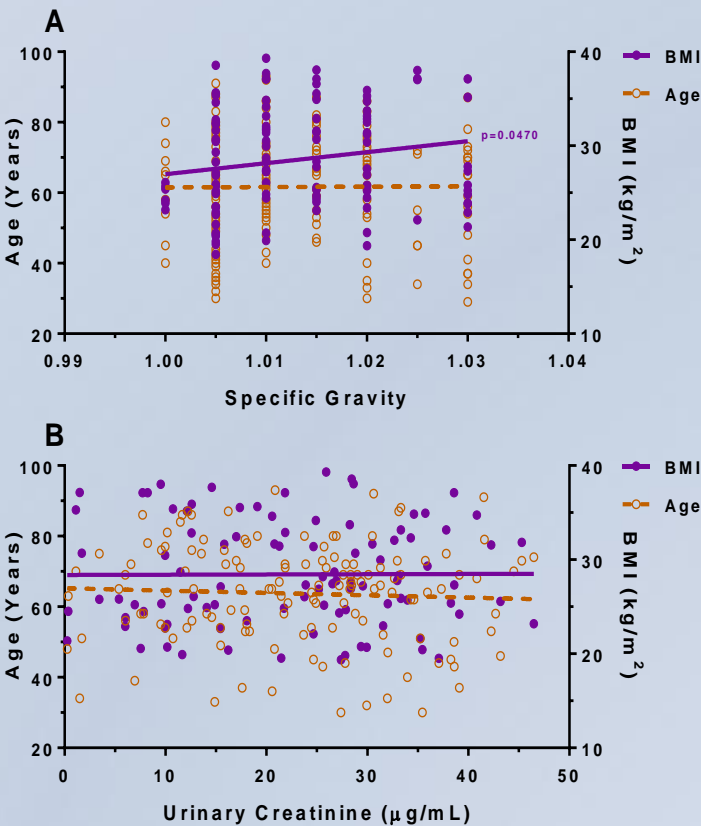 A
100
80
60
40
20
Age (Years)
40
30
20
10
BMI (kg/m²)
BMI
Age
p=0.0470
0.99
1.00
1.01
1.02
1.03
1.04
Specific Gravity
B
100
80
60
40
20
Age (Years)
40
30
20
10
BMI (kg/m²)
BMI
Age
0
10
20
30
40
50
Urinary Creatinine (μg/mL)